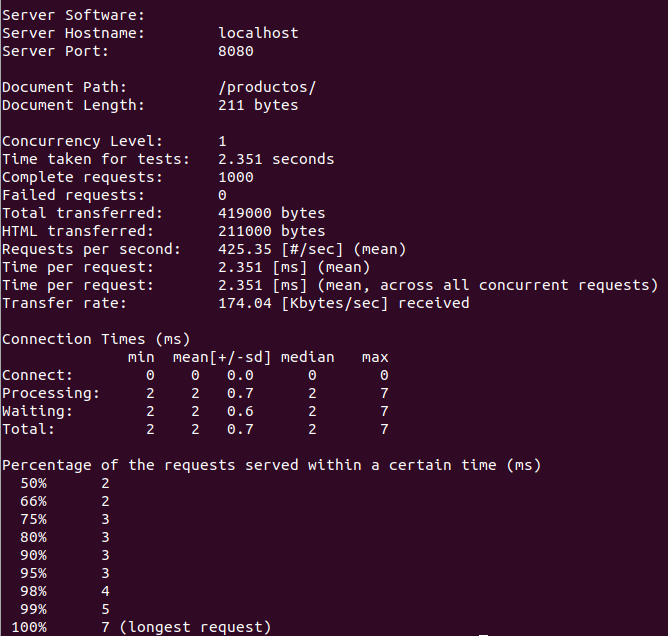 Server Software:
Server Hostname:        localhost
Server Port:            8080

Document Path:          /productos/
Document Length:        211 bytes

Concurrency Level:      1
Time taken for tests:   2.351 seconds
Complete requests:      1000
Failed requests:        0
Total transferred:      419000 bytes
HTML transferred:       211000 bytes
Requests per second:    425.35 [#/sec] (mean)
Time per request:       2.351 [ms] (mean)
Time per request:       2.351 [ms] (mean, across all concurrent requests)
Transfer rate:          174.04 [Kbytes/sec] received

Connection Times (ms)
              min  mean[+/-sd] median   max
Connect:        0    0   0.0      0       0
Processing:     2    2   0.7      2       7
Waiting:        2    2   0.6      2       7
Total:          2    2   0.7      2       7

Percentage of the requests served within a certain time (ms)
  50%      2
  66%      2
  75%      3
  80%      3
  90%      3
  95%      3
  98%      4
  99%      5
 100%      7 (longest request)